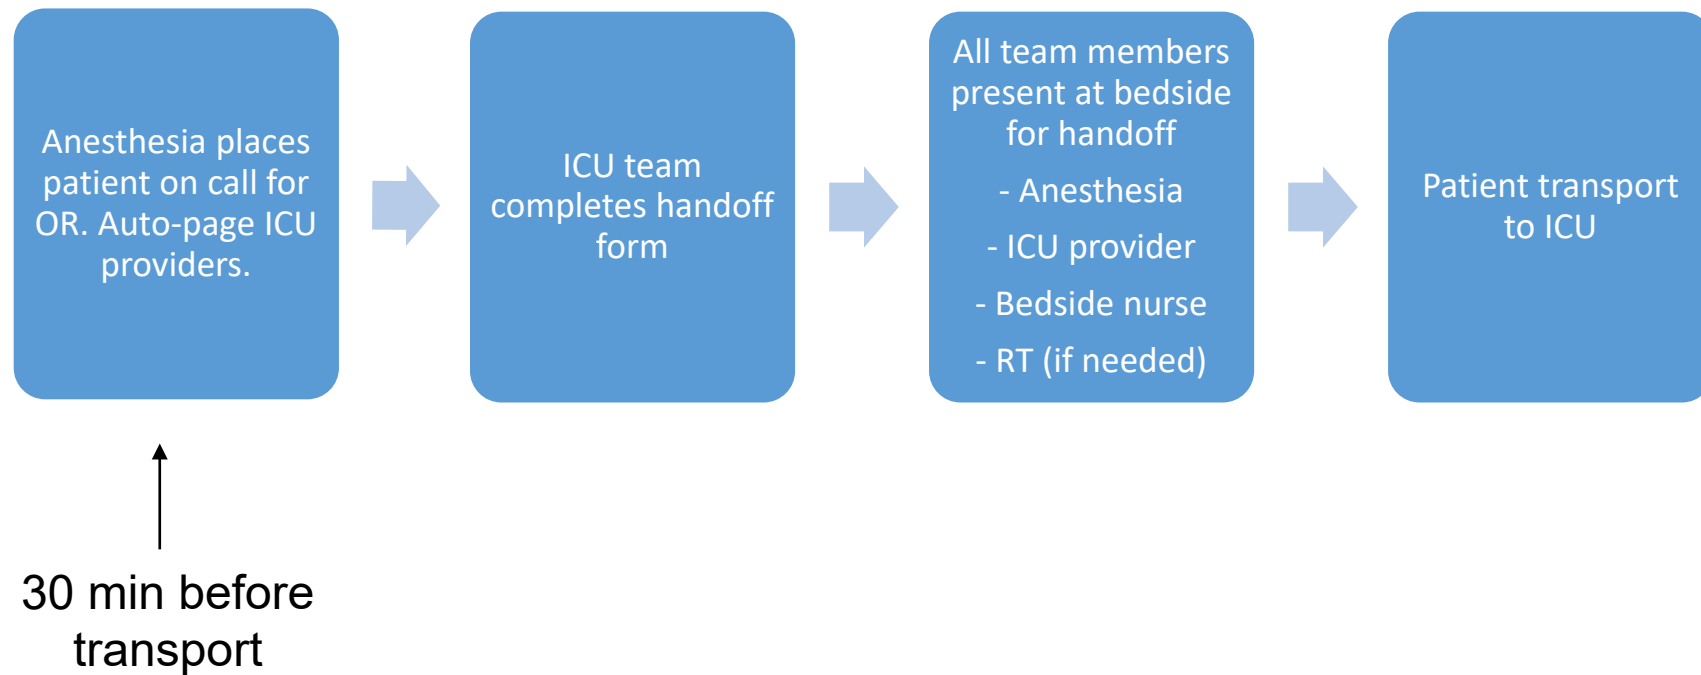 Anesthesia places
patient on call for
OR. Auto-page ICU
providers.
ICU team
completes handoff
form
All team members
present at bedside
for handoff
- Anesthesia
- ICU provider
- Bedside nurse
- RT (if needed)
Patient transport
to ICU
30 min before
transport